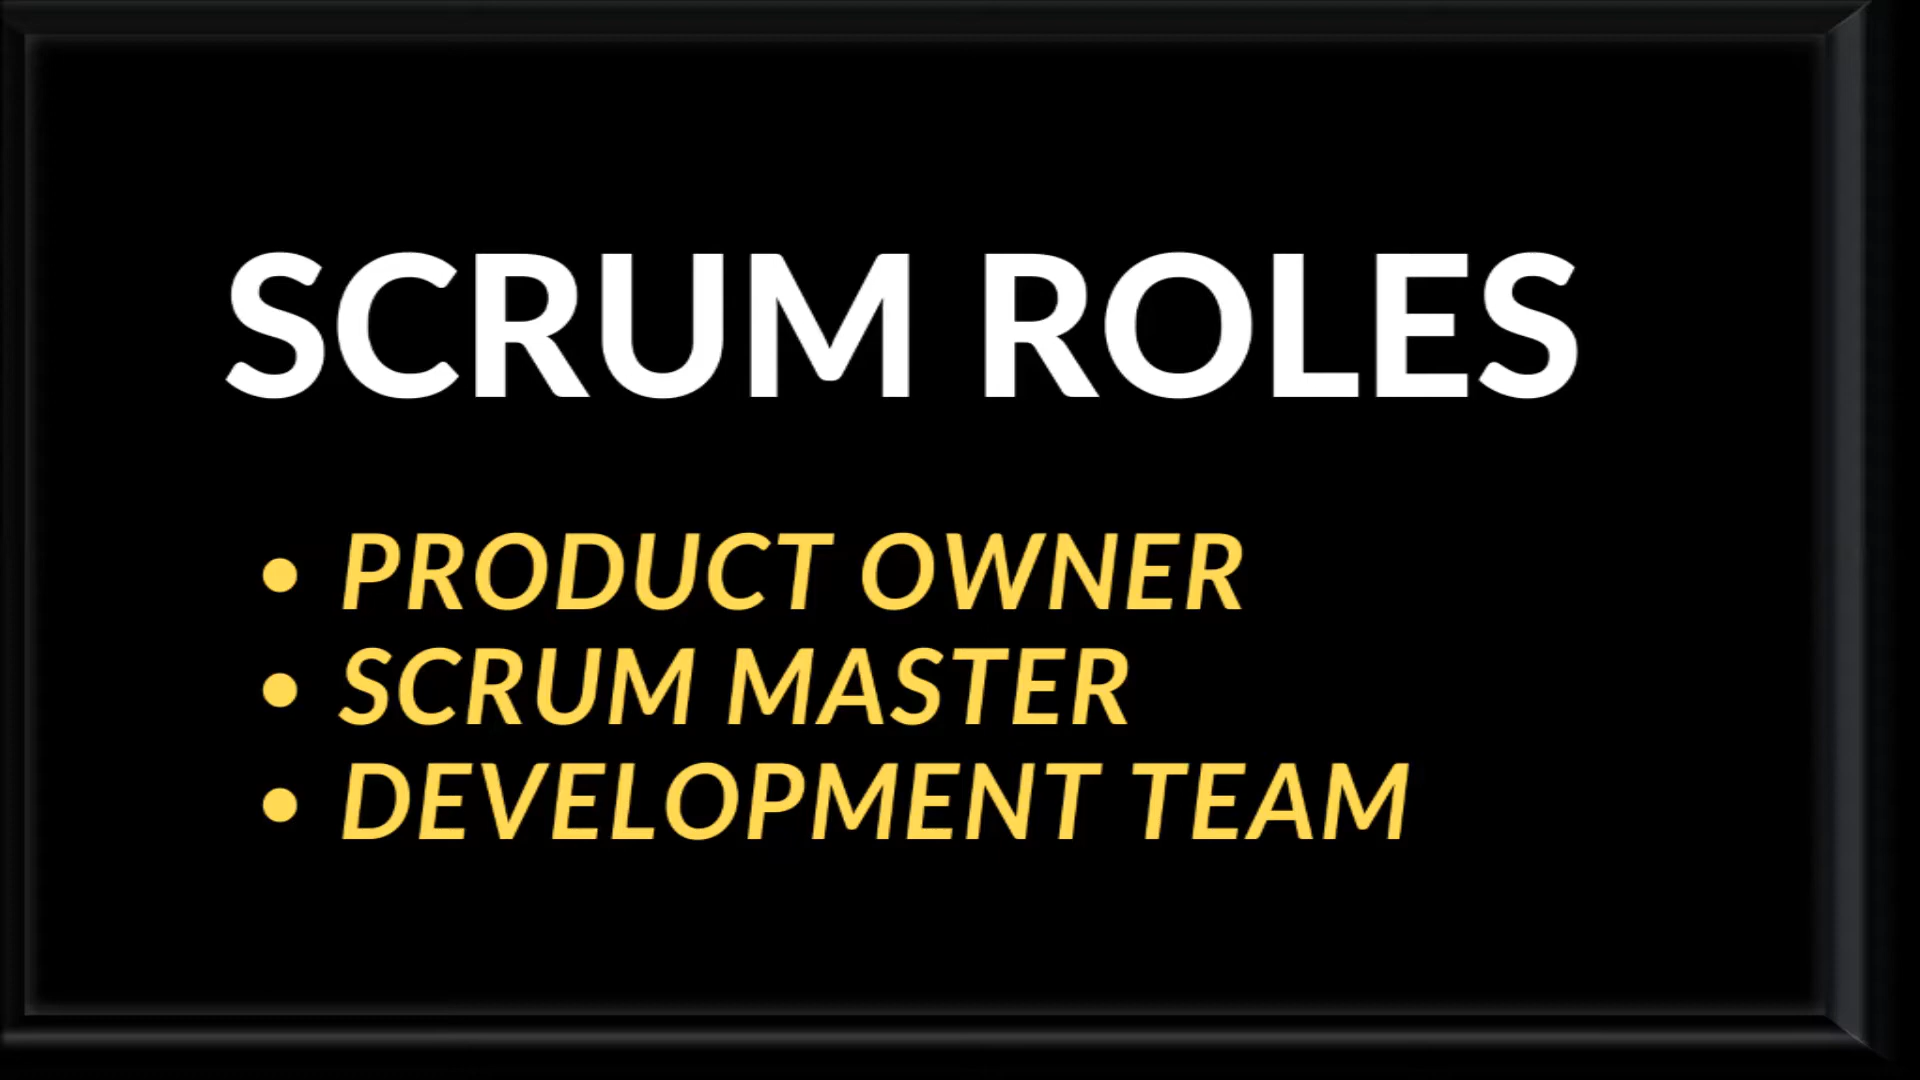 SCRUM ROLES
• PRODUCT OWNER
• SCRUM MASTER
• DEVELOPMENT TEAM